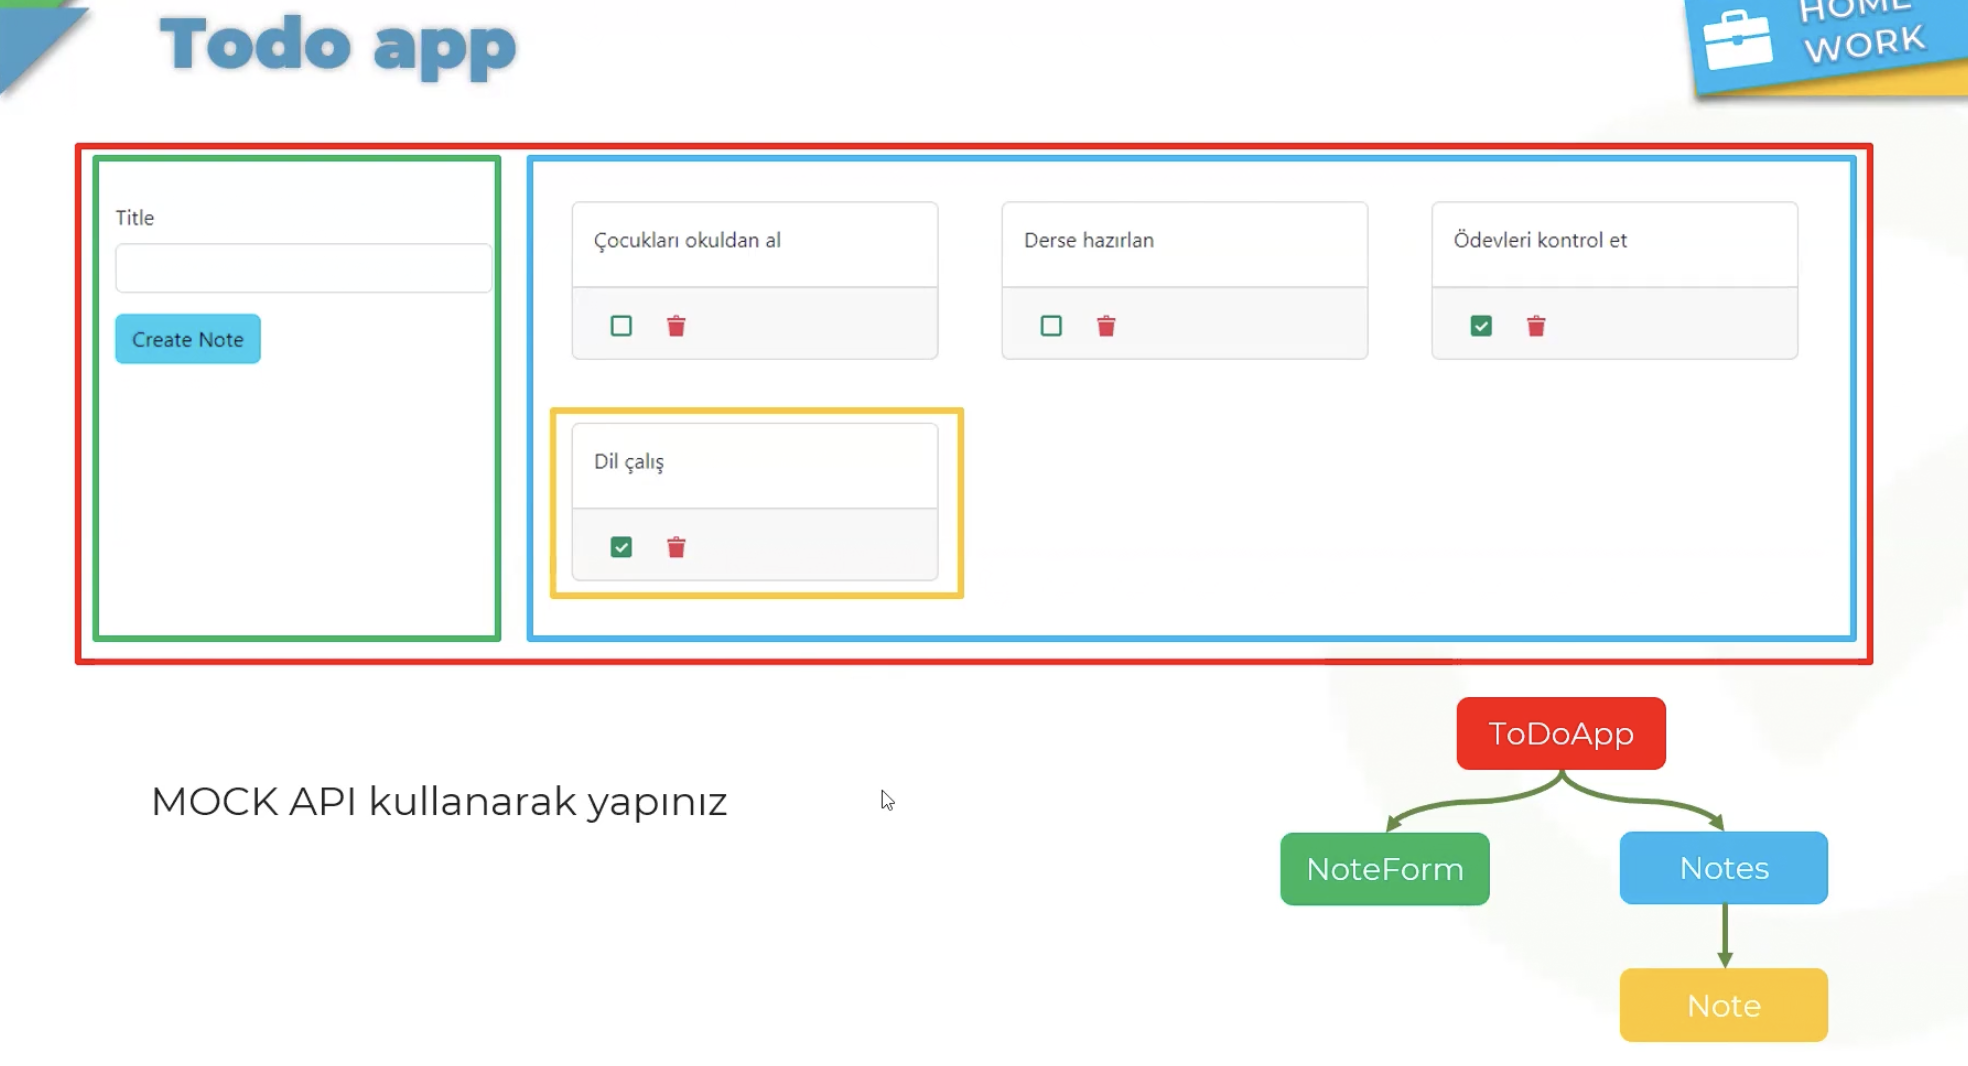 Todo app
HOME
WORK
Title
Create Note
Çocukları okuldan al
Derse hazırlan
Ödevleri kontrol et
Dil çalış
MOCK API kullanarak yapınız
ToDoApp
NoteForm
Notes
Note